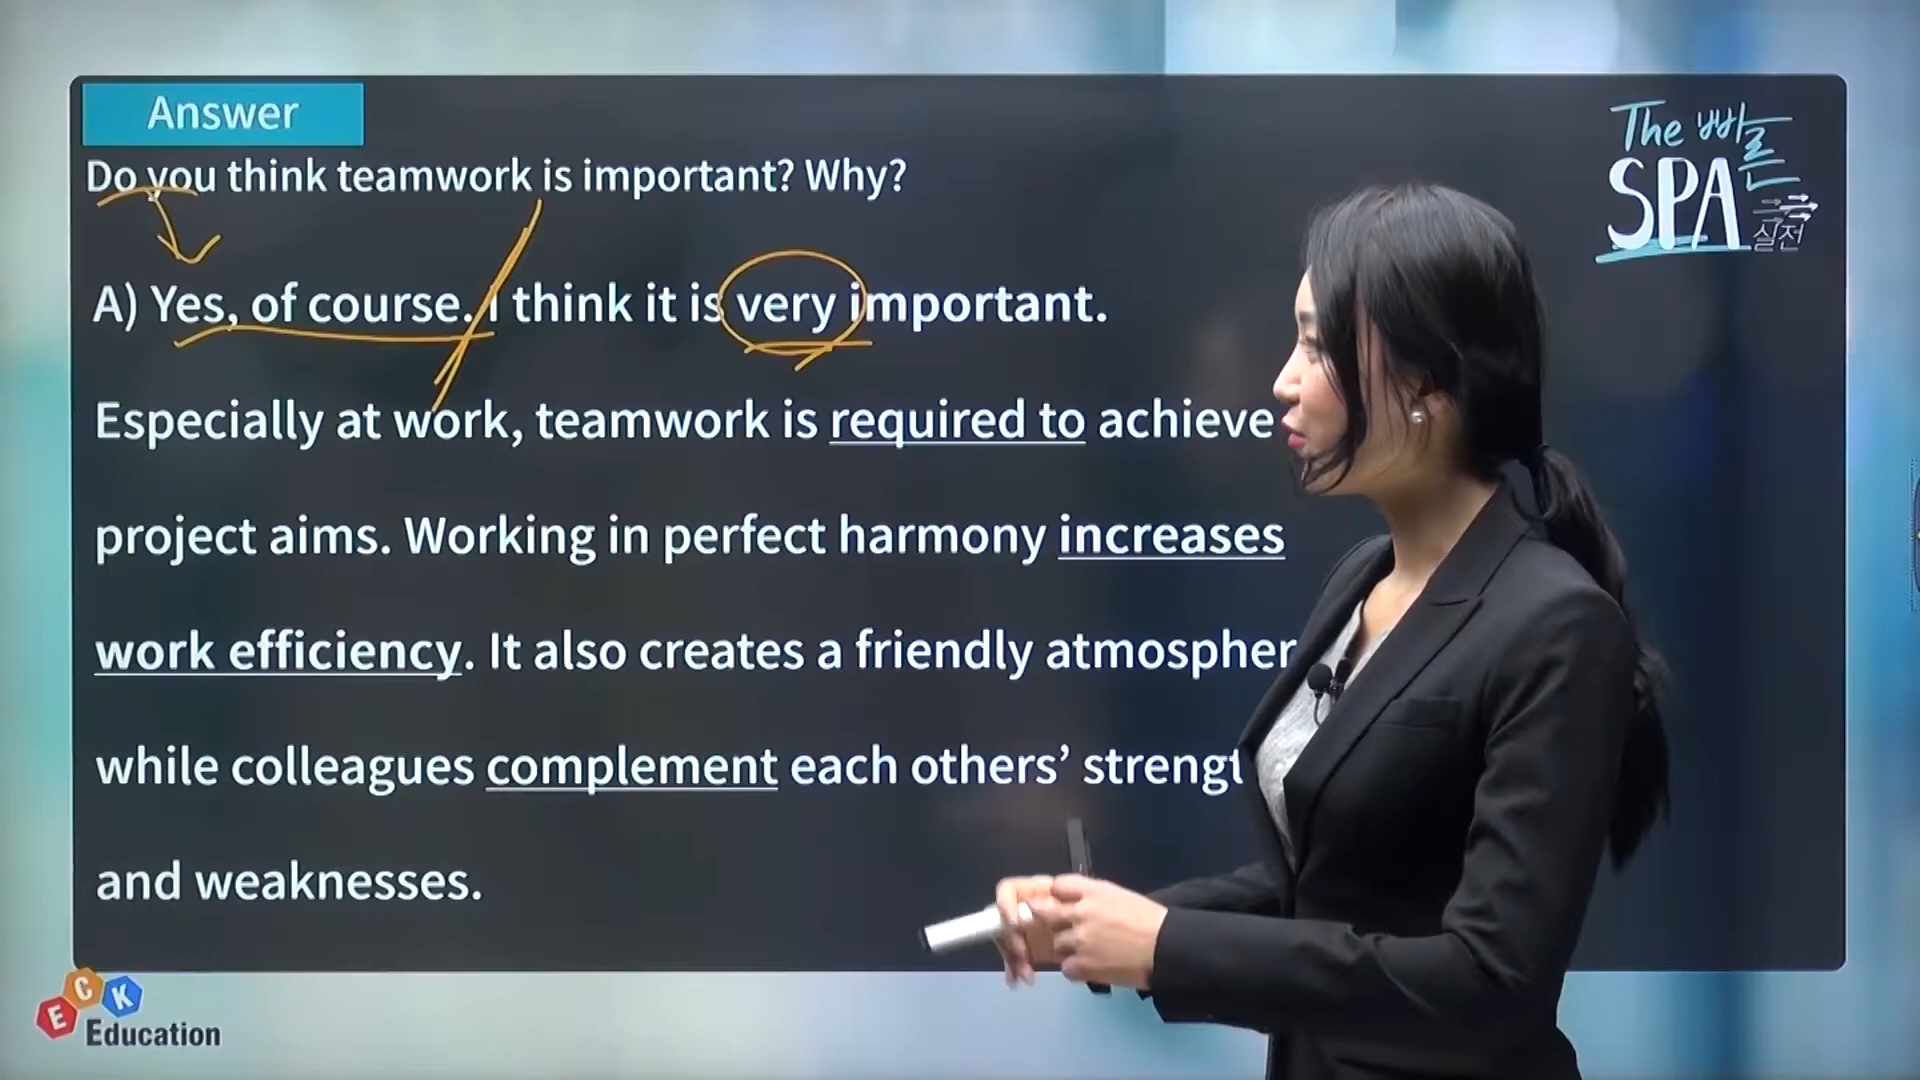 Answer
The 빠른
SPA
실전
Do you think teamwork is important? Why?
A) Yes, of course. I think it is very important.
Especially at work, teamwork is required to achieve
project aims. Working in perfect harmony increases
work efficiency. It also creates a friendly atmospher
while colleagues complement each others' strengt
and weaknesses.
ECK
Education